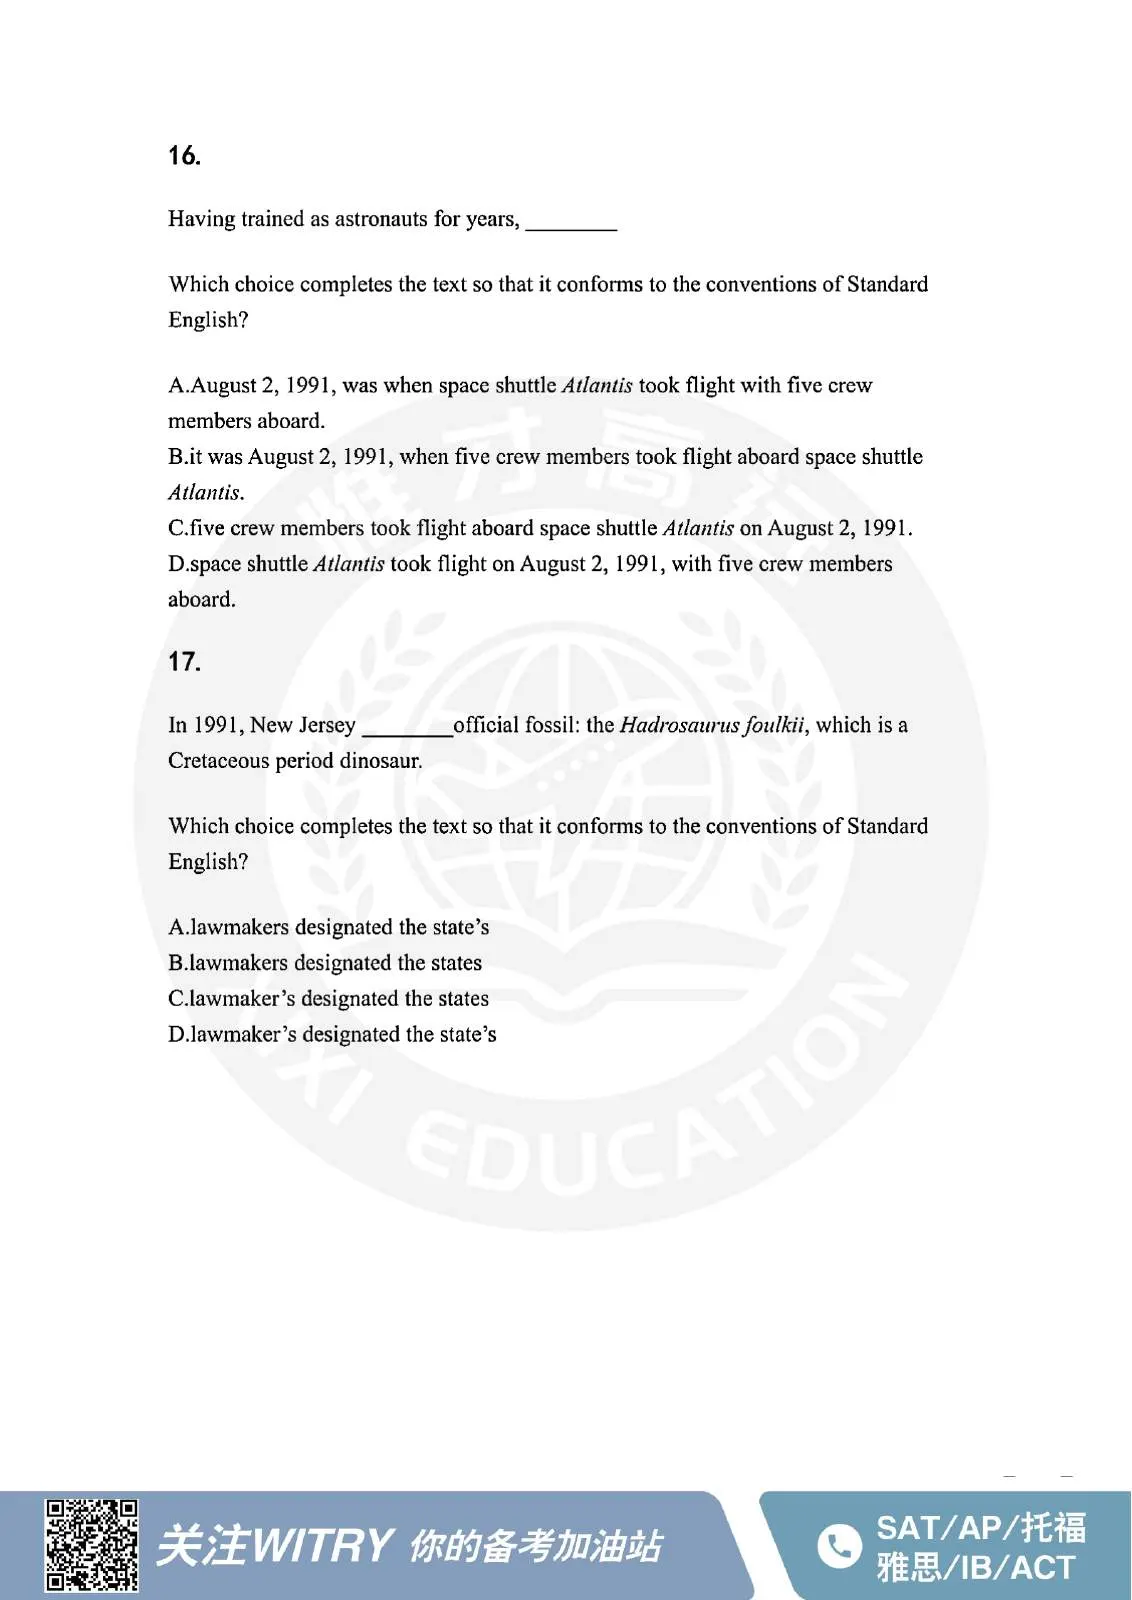 16.
Having trained as astronauts for years, ________
Which choice completes the text so that it conforms to the conventions of Standard
English?
A.August 2, 1991, was when space shuttle Atlantis took flight with five crew
members aboard.
B.it was August 2, 1991, when five crew members took flight aboard space shuttle
Atlantis.
C.five crew members took flight aboard space shuttle Atlantis on August 2, 1991.
D.space shuttle Atlantis took flight on August 2, 1991, with five crew members
aboard.
17.
In 1991, New Jersey ________official fossil: the Hadrosaurus foulkii, which is a
Cretaceous period dinosaur.
Which choice completes the text so that it conforms to the conventions of Standard
English?
A.lawmakers designated the state’s
B.lawmakers designated the states
C.lawmaker’s designated the states
D.lawmaker’s designated the state’s
惟才高远
EDUCATION
关注WITRY 你的备考加油站
SAT/AP/托福
雅思/IB/ACT